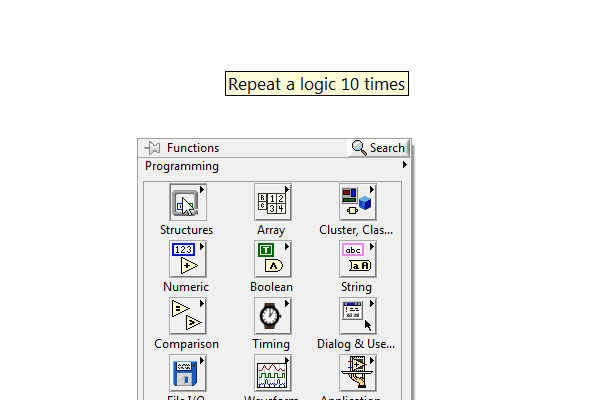 Repeat a logic 10 times
Functions
Search
Programming
Structures
Array
Cluster, Clas...
123
abc
Numeric
Boolean
String
Comparison
Timing
Dialog & Use...
File I/O
Waveform
Application...